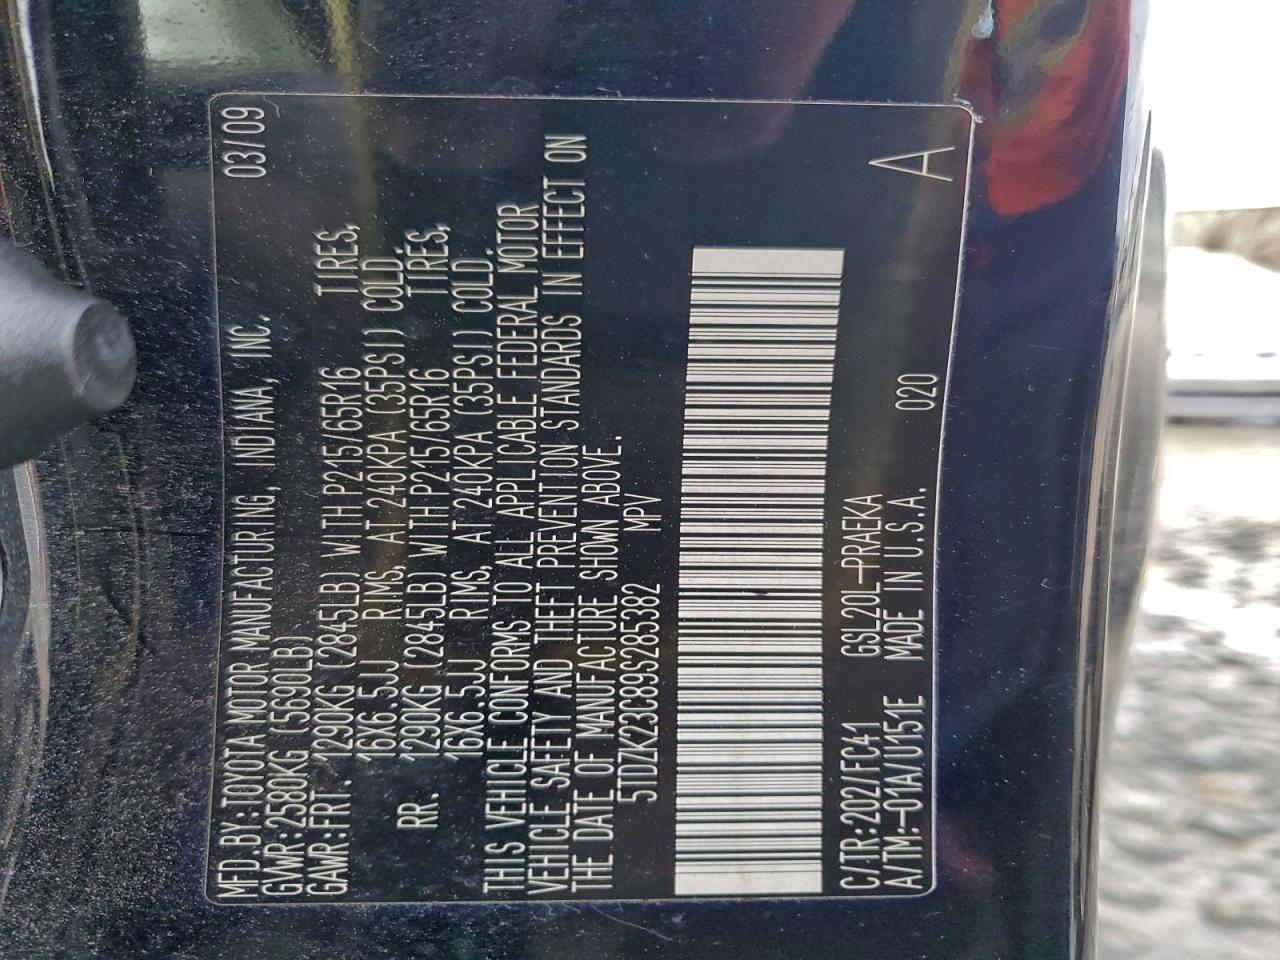 MFD.BY:TOYOTA MOTOR MANUFACTURING, INDIANA, INC. 03/09
GVWR:2580KG (5690LB)
GAWR:FRT. 1290KG (2845LB) WITH P215/65R16 TIRES,
16X6.5JJ RIMS, AT 240KPA (35PSI) COLD.
RR. 1290KG (2845LB) WITH P215/65R16 TIRES,
16X6.5JJ RIMS, AT 240KPA (35PSI) COLD.
THIS VEHICLE CONFORMS TO ALL APPLICABLE FEDERAL MOTOR
VEHICLE SAFETY AND THEFT PREVENTION STANDARDS IN EFFECT ON
THE DATE OF MANUFACTURE SHOWN ABOVE.
5TDZK23C89S285382 MPV
C/TR:202/FC41 GSL20L-PRAEKA
A/TM:-01A/U151E MADE IN U.S.A. 020 A